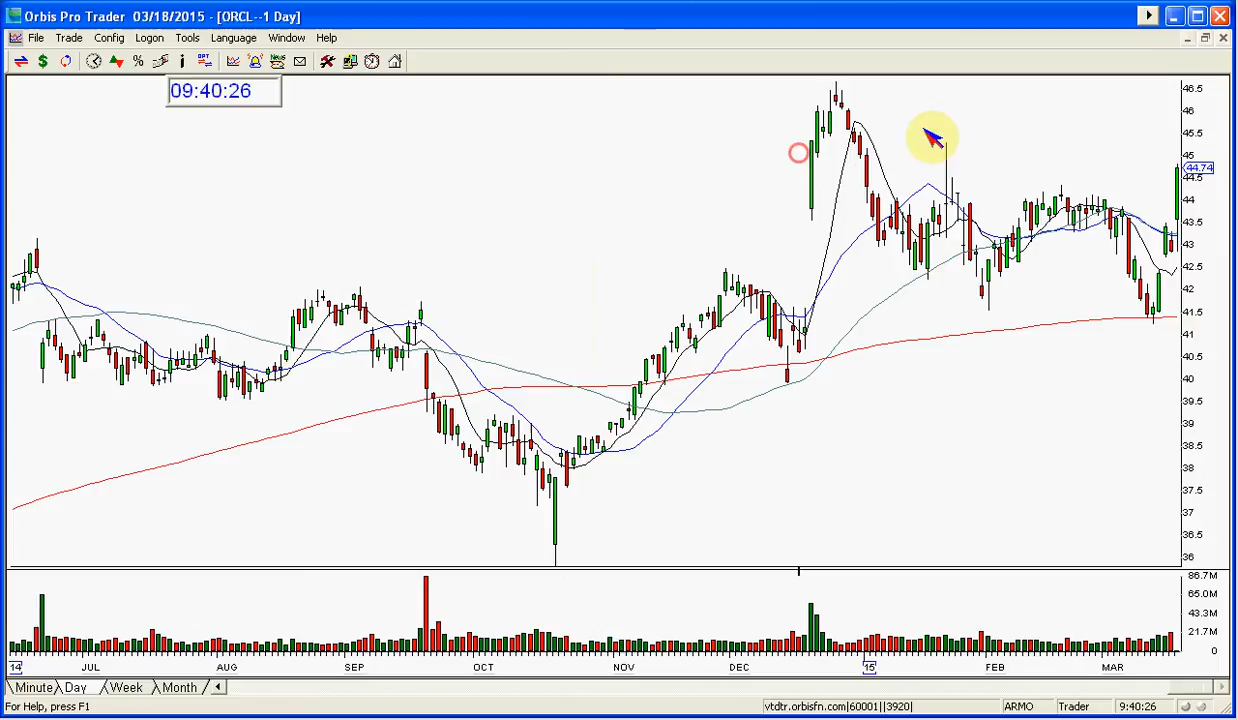 Orbis Pro Trader 03/18/2015 - [ORCL--1 Day]
File Trade Config Logon Tools Language Window Help
$ % i OPT News
09:40:26
46.5
46
45.5
45
44.74
44.5
44
43.5
43
42.5
42
41.5
41
40.5
40
39.5
39
38.5
38
37.5
37
36.5
36
86.7M
65.0M
43.3M
21.7M
0
14 JUL AUG SEP OCT NOV DEC 15 FEB MAR
Minute Day Week Month
For Help, press F1 vtdtr.orbisfn.com|60001||3920| ARMO Trader 9:40:26